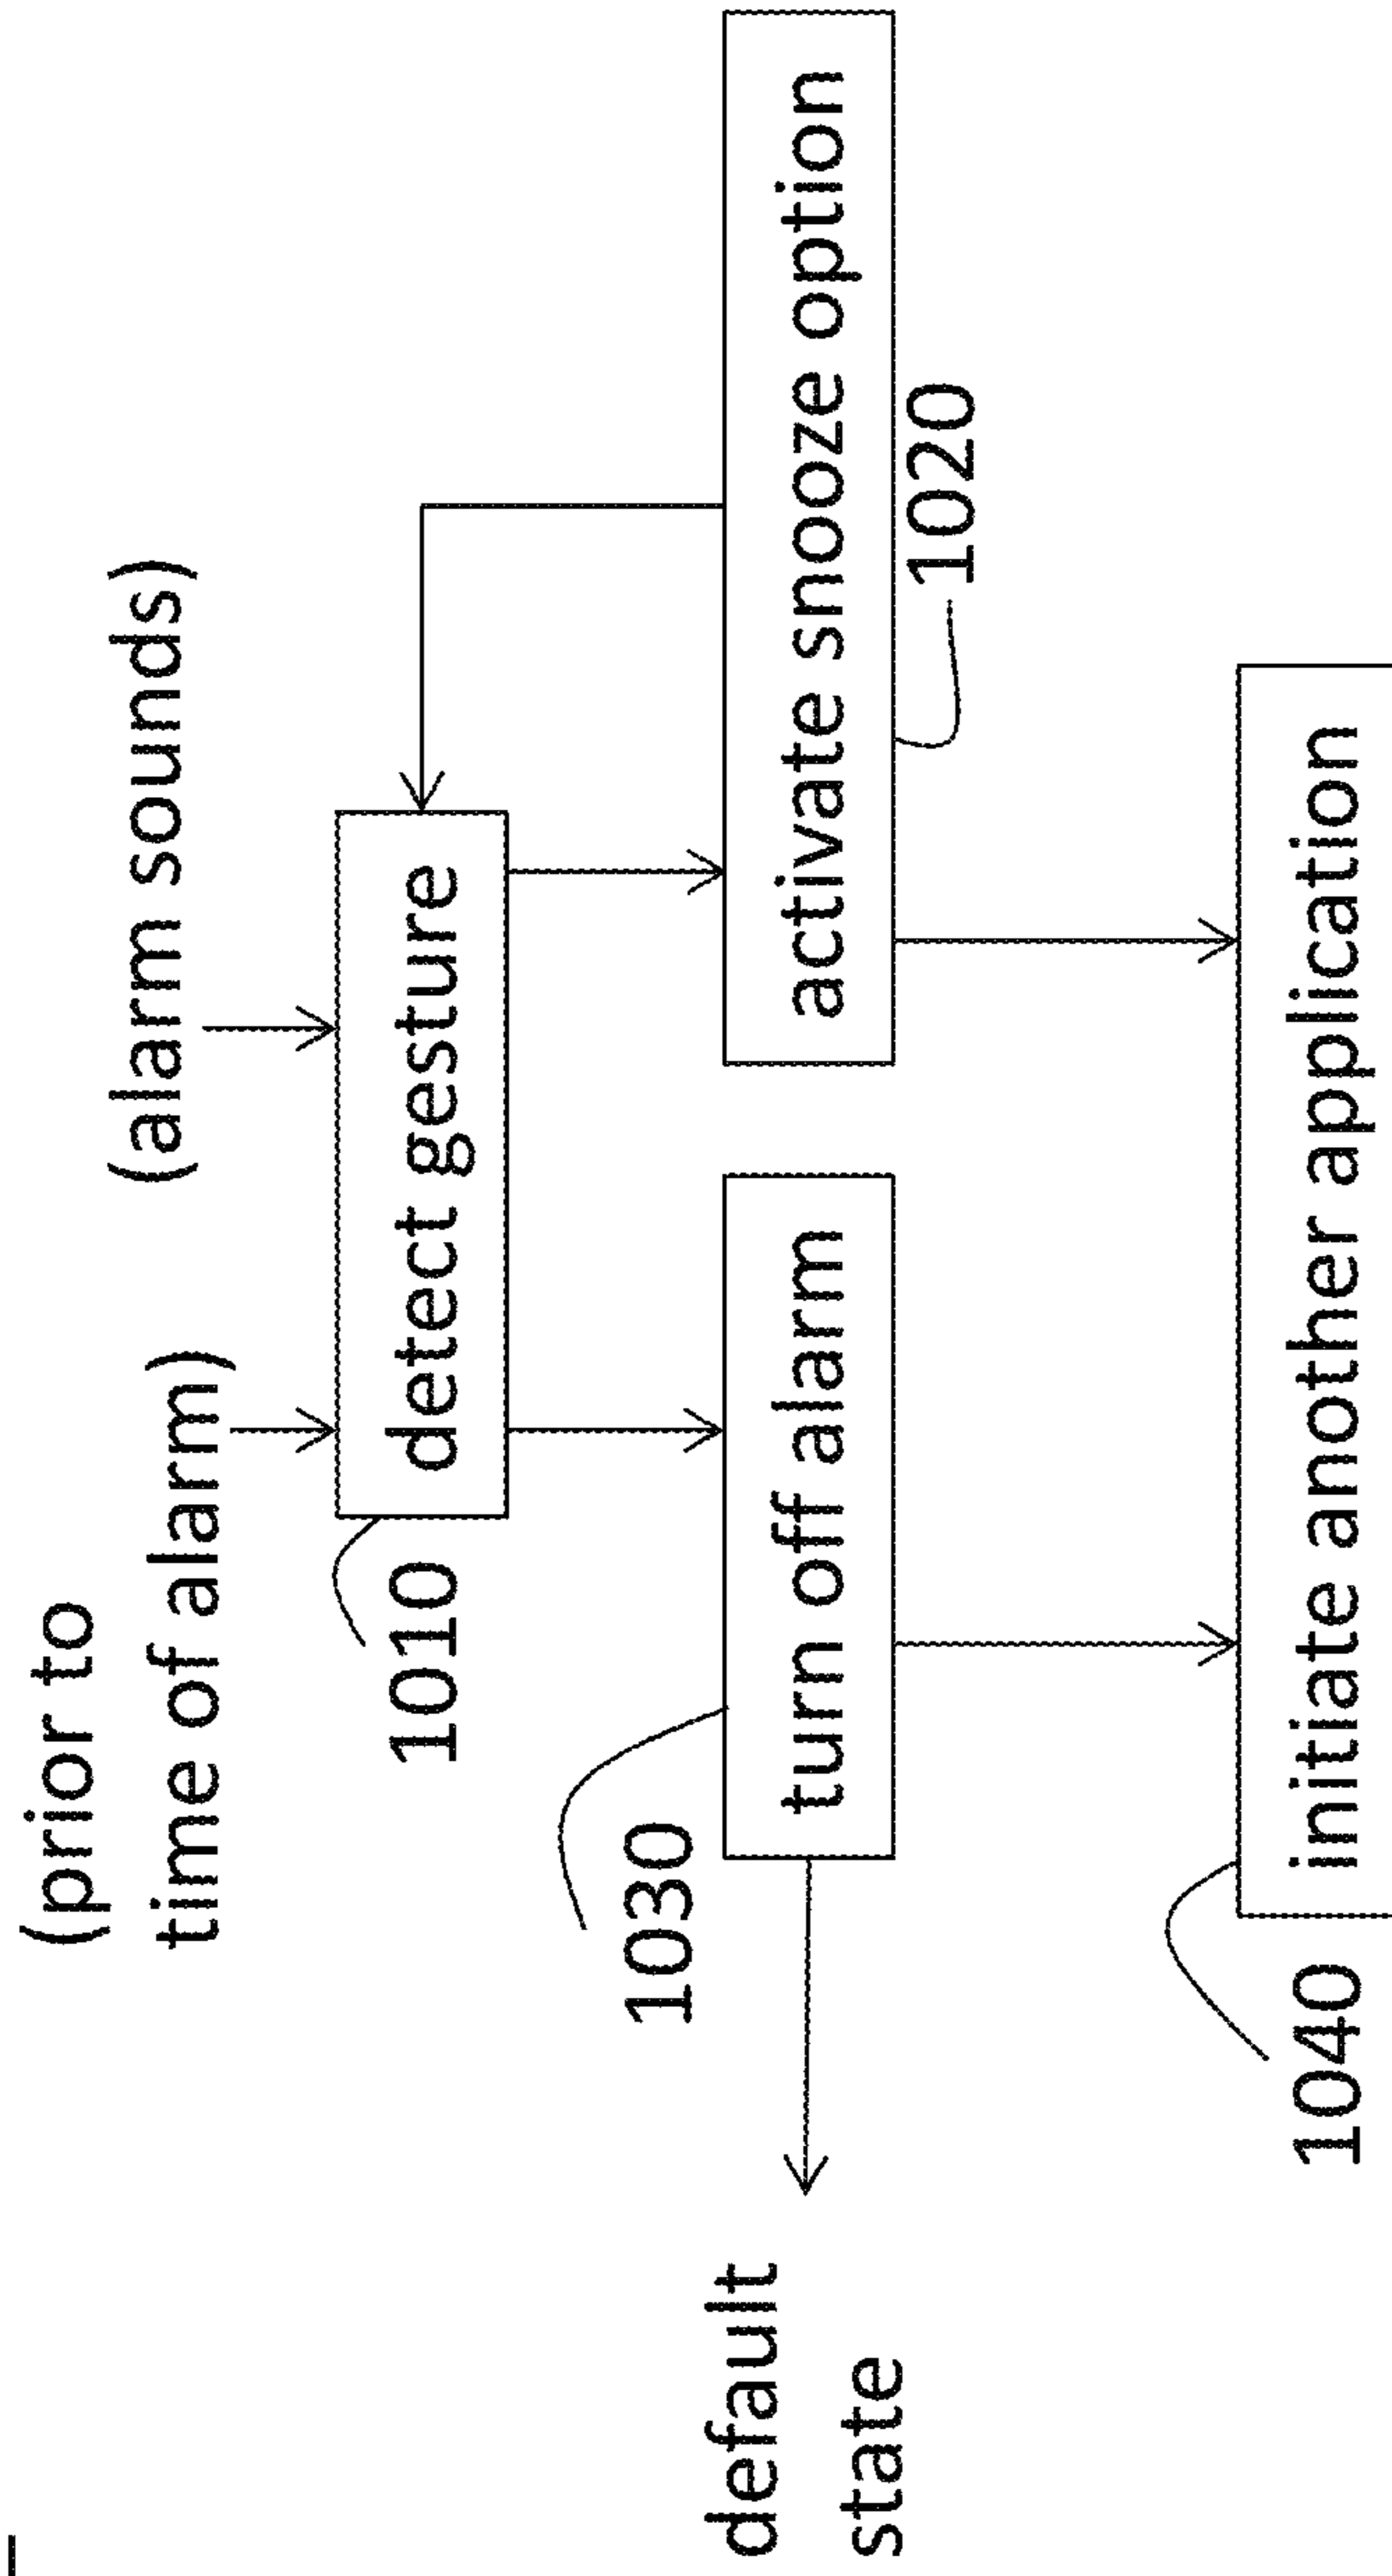 (prior to
time of alarm)
(alarm sounds)
1010
detect gesture
1030
turn off alarm
activate snooze option
1020
default
state
1040
initiate another application